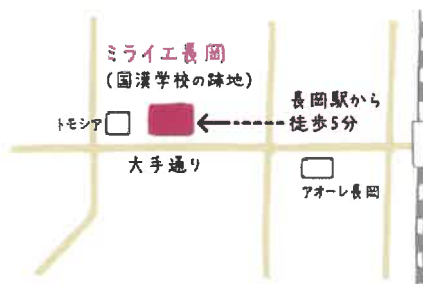 ミライエ長岡
(国漢学校の跡地)
長岡駅から
徒歩5分
トモシア
大手通り
アオーレ長岡